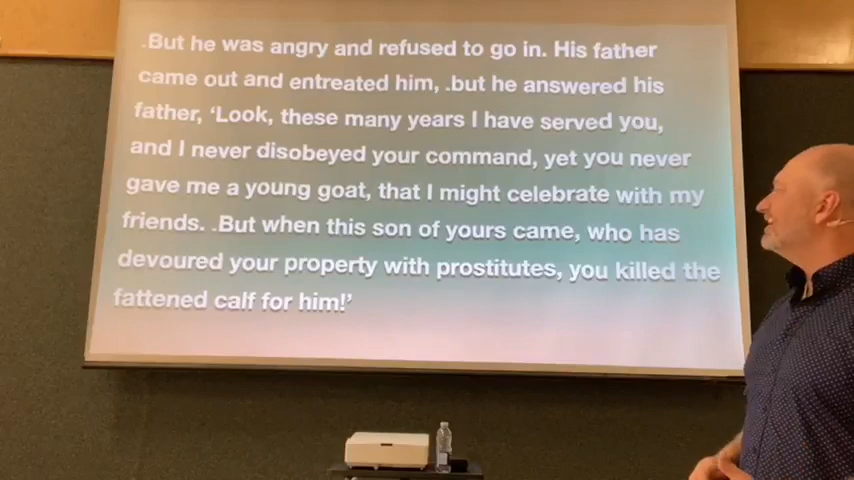 .But he was angry and refused to go in. His father
came out and entreated him, .but he answered his
father, ‘Look, these many years I have served you,
and I never disobeyed your command, yet you never
gave me a young goat, that I might celebrate with my
friends. .But when this son of yours came, who has
devoured your property with prostitutes, you killed the
fattened calf for him!’